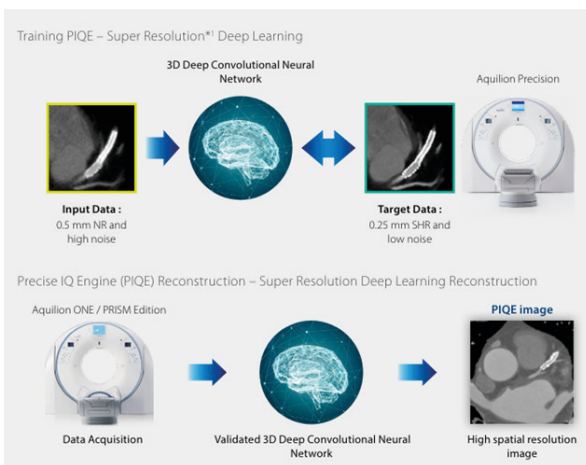 Training PIQE – Super Resolution*¹ Deep Learning
3D Deep Convolutional Neural
Network
Aquilion Precision
Input Data :
0.5 mm NR and
high noise
Target Data :
0.25 mm SHR and
low noise
Precise IQ Engine (PIQE) Reconstruction – Super Resolution Deep Learning Reconstruction
Aquilion ONE / PRISM Edition
PIQE image
Data Acquisition
Validated 3D Deep Convolutional Neural
Network
High spatial resolution
image